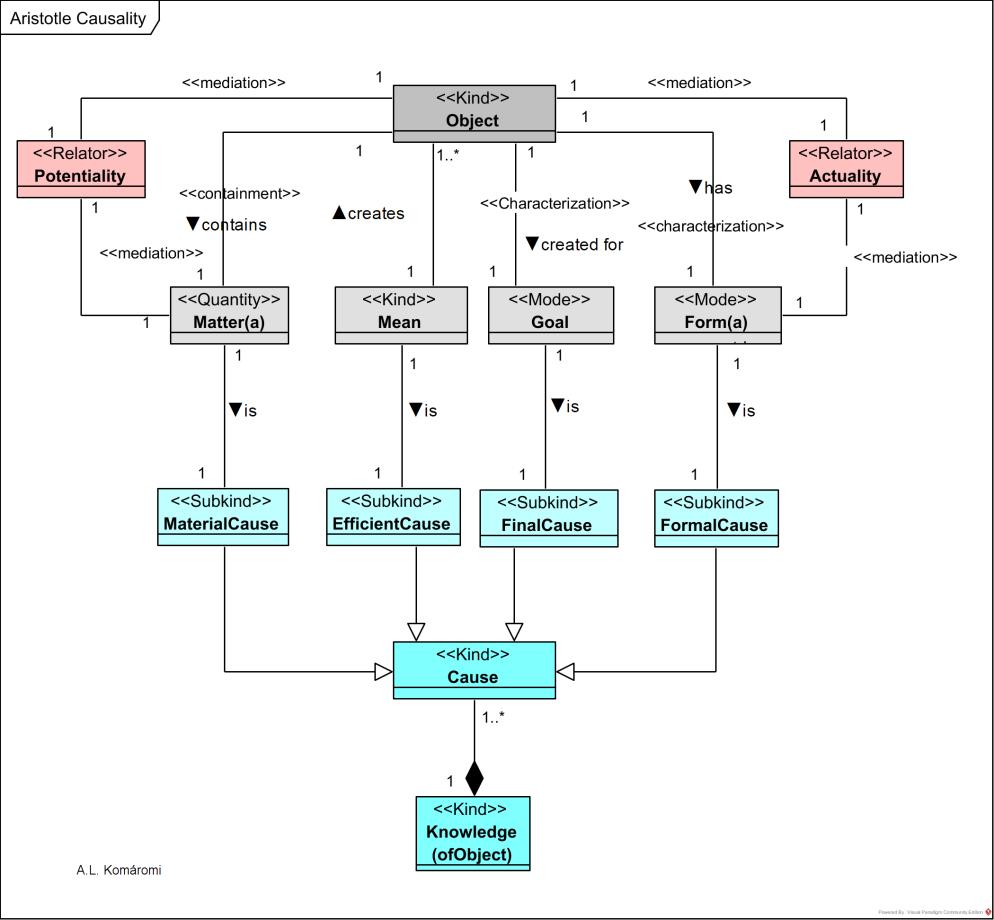 Aristotle Causality
<<mediation>>
1
1
<<mediation>>
<<Kind>>
Object
1
1
1
<<Relator>>
Potentiality
<<Relator>>
Actuality
1
1..*
1
1
1
<<containment>>
▼contains
▲creates
<<Characterization>>
▼created for
▼has
<<characterization>>
<<mediation>>
<<mediation>>
1
1
1
1
1
1
<<Quantity>>
Matter(a)
<<Kind>>
Mean
<<Mode>>
Goal
<<Mode>>
Form(a)
1
1
1
1
▼is
▼is
▼is
▼is
1
1
1
1
<<Subkind>>
MaterialCause
<<Subkind>>
EfficientCause
<<Subkind>>
FinalCause
<<Subkind>>
FormalCause
<<Kind>>
Cause
1..*
1
<<Kind>>
Knowledge
(ofObject)
A.L. Komáromi
Powered By: Visual Paradigm Community Edition